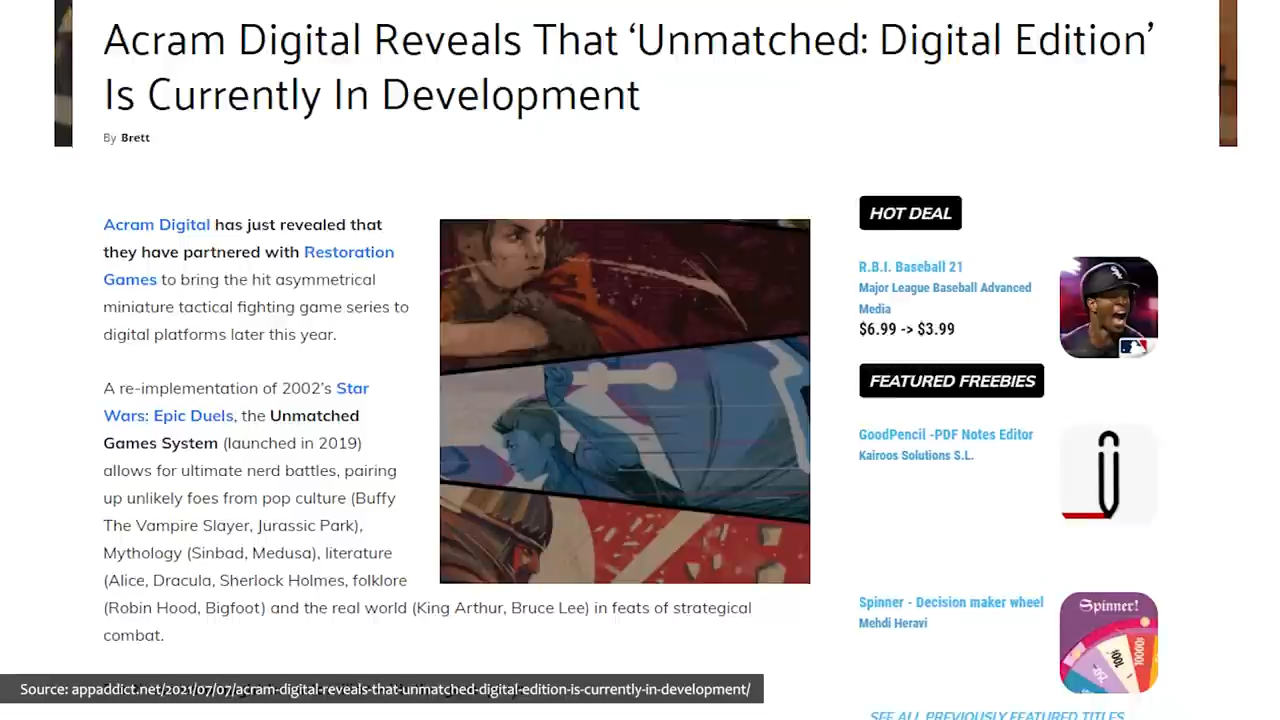 Acram Digital Reveals That ‘Unmatched: Digital Edition’
Is Currently In Development
By Brett
Acram Digital has just revealed that
they have partnered with Restoration
Games to bring the hit asymmetrical
miniature tactical fighting game series to
digital platforms later this year.
A re-implementation of 2002’s Star
Wars: Epic Duels, the Unmatched
Games System (launched in 2019)
allows for ultimate nerd battles, pairing
up unlikely foes from pop culture (Buffy
The Vampire Slayer, Jurassic Park),
Mythology (Sinbad, Medusa), literature
(Alice, Dracula, Sherlock Holmes, folklore
(Robin Hood, Bigfoot) and the real world (King Arthur, Bruce Lee) in feats of strategical
combat.
HOT DEAL
R.B.I. Baseball 21
Major League Baseball Advanced
Media
$6.99 -> $3.99
FEATURED FREEBIES
GoodPencil -PDF Notes Editor
Kairoos Solutions S.L.
Spinner - Decision maker wheel
Mehdi Heravi
Spinner!
SEE ALL PREVIOUSLY FEATURED TITLES
Source: appaddict.net/2021/07/07/acram-digital-reveals-that-unmatched-digital-edition-is-currently-in-development/